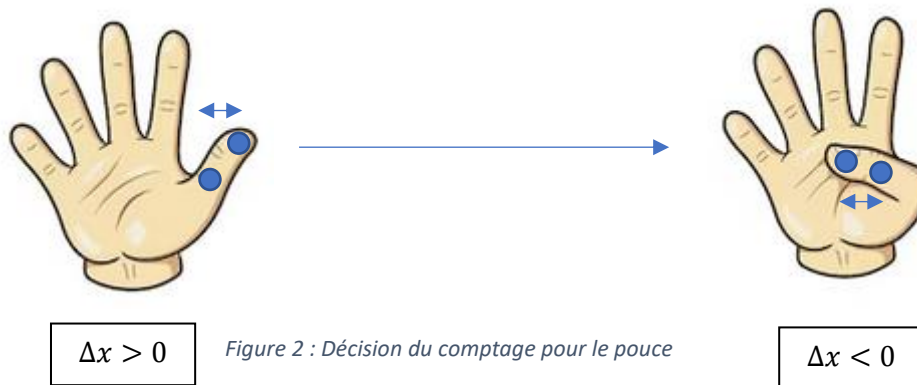 Δx > 0
Figure 2 : Décision du comptage pour le pouce
Δx < 0